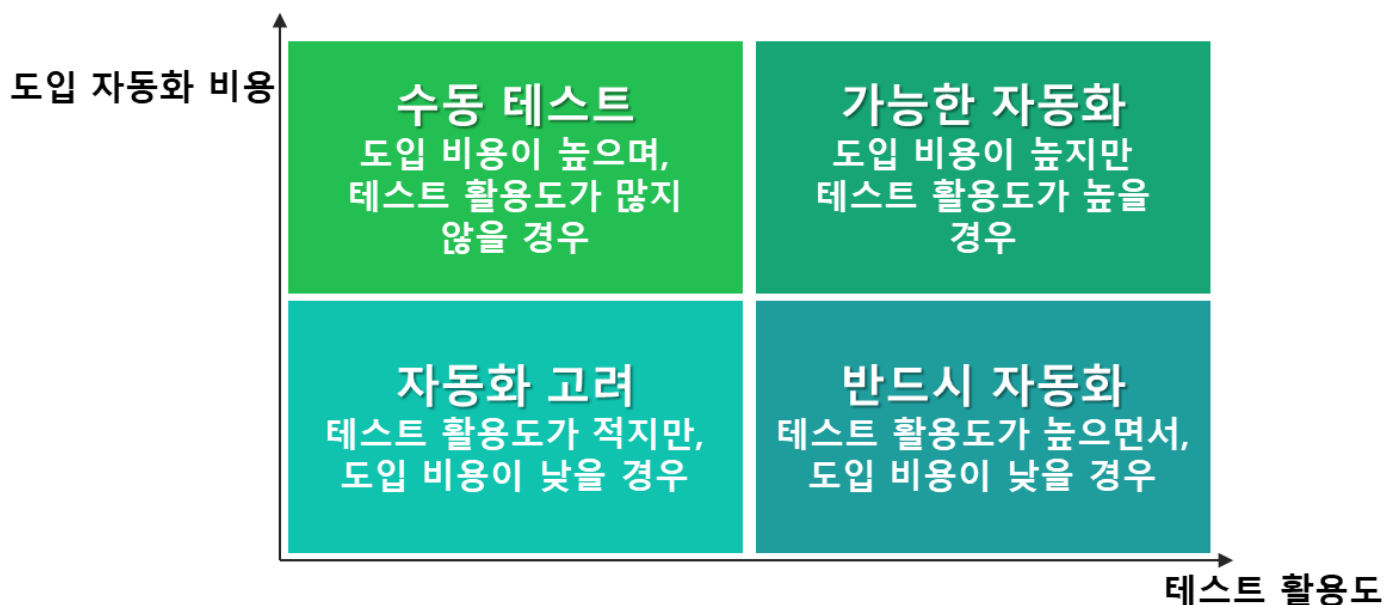 도입 자동화 비용
수동 테스트
도입 비용이 높으며,
테스트 활용도가 많지
않을 경우
가능한 자동화
도입 비용이 높지만
테스트 활용도가 높을
경우
자동화 고려
테스트 활용도가 적지만,
도입 비용이 낮을 경우
반드시 자동화
테스트 활용도가 높으면서,
도입 비용이 낮을 경우
테스트 활용도